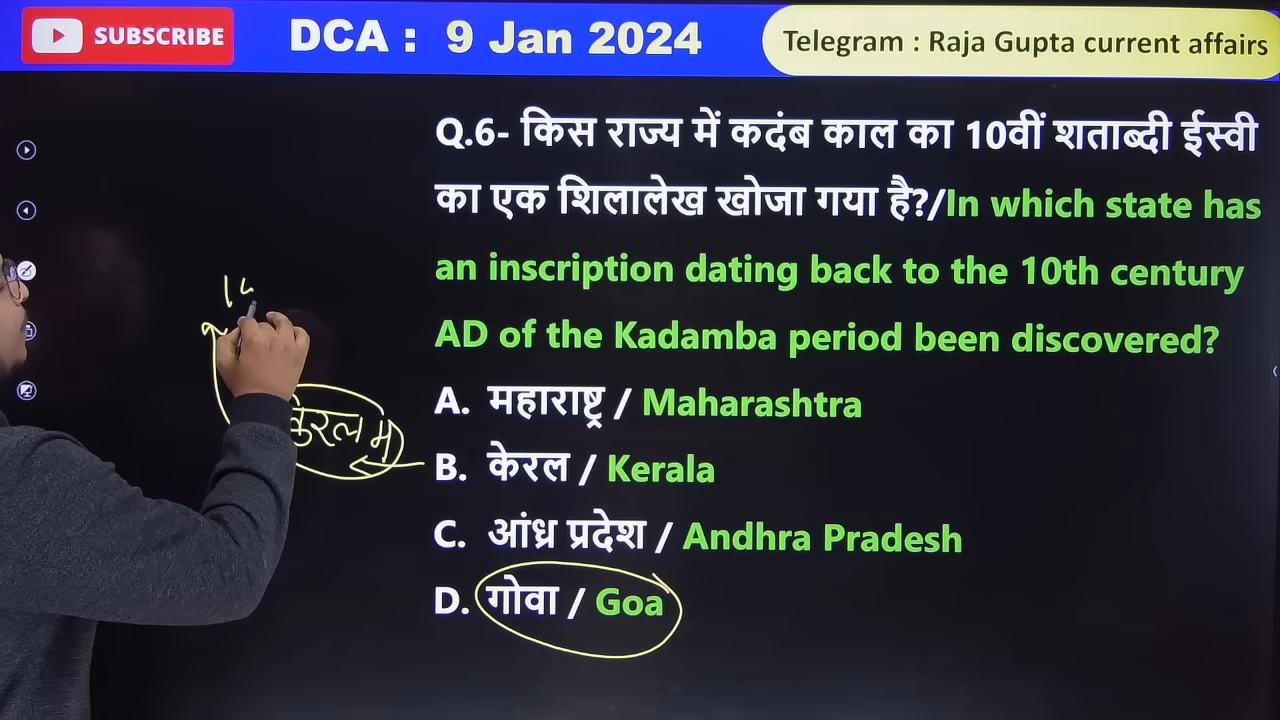 SUBSCRIBE
DCA : 9 Jan 2024
Telegram : Raja Gupta current affairs
Q.6- किस राज्य में कदंब काल का 10वीं शताब्दी ईस्वी
का एक शिलालेख खोजा गया है?/In which state has
an inscription dating back to the 10th century
AD of the Kadamba period been discovered?
A. महाराष्ट्र / Maharashtra
B. केरल / Kerala
C. आंध्र प्रदेश / Andhra Pradesh
D. गोवा / Goa
केरल में